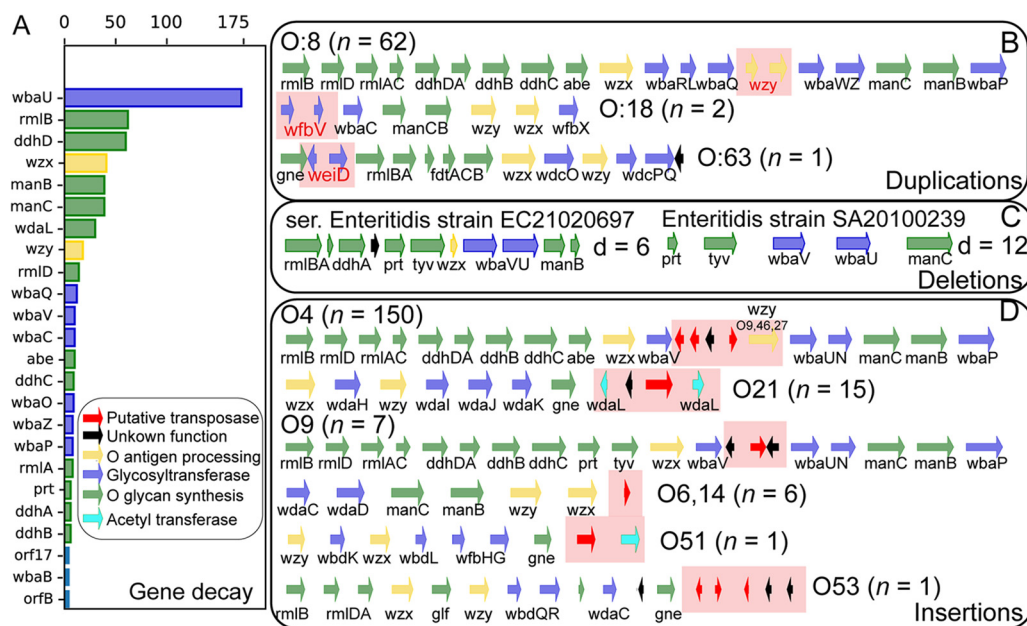 A
0 50 100 175
wbaU
rmlB
ddhD
wzx
manB
manC
wdaL
wzy
rmlD
wbaQ
wbaV
wbaC
abe
ddhC
wbaO
wbaZ
wbaP
rmlA
prt
ddhA
ddhB
orf17
wbaB
orfB
Putative transposase
Unkown function
O antigen processing
Glycosyltransferase
O glycan synthesis
Acetyl transferase
Gene decay
B
O:8 (n = 62)
rmlB rmlD rmlAC ddhDA ddhB ddhC abe wzx wbaRL wbaQ wzy wbaWZ manC manB wbaP
wfbV wbaC manCB wzy wzx wfbX O:18 (n = 2)
gne weiD rmlBA fdtACB wzx wdcO wzy wdcPQ O:63 (n = 1)
Duplications
C
ser. Enteritidis strain EC21020697
rmlBA ddhA prt tyv wzx wbaVU manB d = 6
Enteritidis strain SA20100239
prt tyv wbaV wbaU manC d = 12
Deletions
D
O4 (n = 150)
wzy
O9,46,27
rmlB rmlD rmlAC ddhDA ddhB ddhC abe wzx wbaV wbaUN manC manB wbaP
wzx wdaH wzy wdaI wdaJ wdaK gne wdaL wdaL O21 (n = 15)
O9 (n = 7)
rmlB rmlD rmlAC ddhDA ddhB ddhC prt tyv wzx wbaV wbaUN manC manB wbaP
wdaC wdaD manC manB wzy wzx O6,14 (n = 6)
wzy wbdK wzx wbdL wfbHG gne O51 (n = 1)
rmlB rmlDA wzx glf wzy wbdQR wdaC gne O53 (n = 1)
Insertions